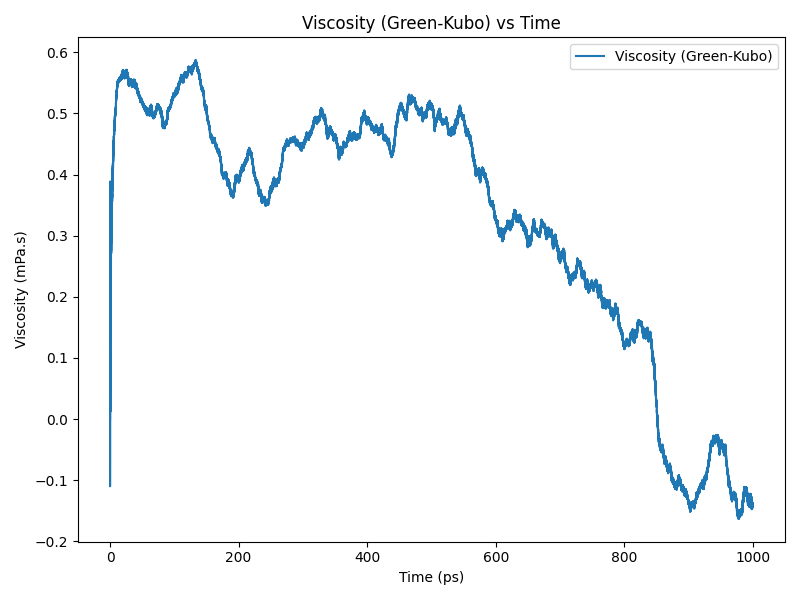 Viscosity (Green-Kubo) vs Time
Viscosity (Green-Kubo)
Viscosity (mPa.s)
0.6
0.5
0.4
0.3
0.2
0.1
0.0
−0.1
−0.2
0 200 400 600 800 1000
Time (ps)